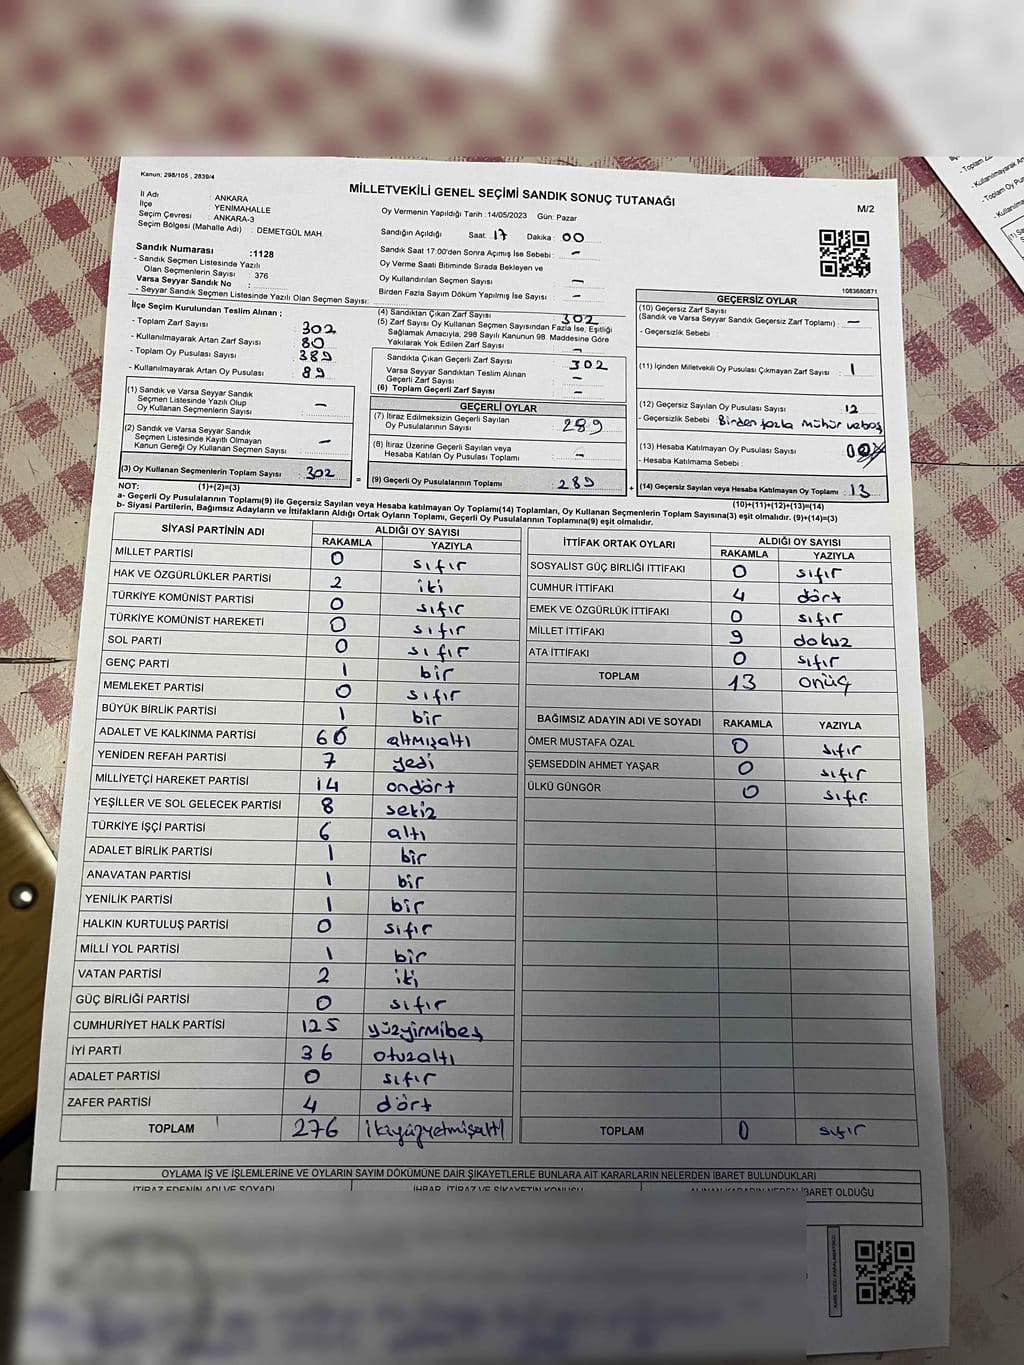 Kanun: 298/105 , 2839/4
MİLLETVEKİLİ GENEL SEÇİMİ SANDIK SONUÇ TUTANAĞI
M/2
İl Adı : ANKARA
İlçe : YENİMAHALLE
Seçim Çevresi : ANKARA-3
Seçim Bölgesi (Mahalle Adı) : DEMETGÜL MAH.
Oy Vermenin Yapıldığı Tarih : 14/05/2023 Gün: Pazar
Sandığın Açıldığı Saat: 17 Dakika : 00
Sandık Saat 17:00'den Sonra Açımış İse Sebebi : -
Oy Verme Saati Bitiminde Sırada Bekleyen ve
Oy Kullandırılan Seçmen Sayısı : -
Birden Fazla Sayım Döküm Yapılmış İse Sayısı : -
Sandık Numarası :1128
- Sandık Seçmen Listesinde Yazılı
Olan Seçmenlerin Sayısı : 376
Varsa Seyyar Sandık No :
- Seyyar Sandık Seçmen Listesinde Yazılı Olan Seçmen Sayısı:
1083680871
İlçe Seçim Kurulundan Teslim Alınan ;
- Toplam Zarf Sayısı : 302
- Kullanılmayarak Artan Zarf Sayısı : 80
- Toplam Oy Pusulası Sayısı : 389
- Kullanılmayarak Artan Oy Pusulası : 89
(4) Sandıktan Çıkan Zarf Sayısı : 302
(5) Zarf Sayısı Oy Kullanan Seçmen Sayısından Fazla İse, Eşitliği
Sağlamak Amacıyla; 298 Sayılı Kanunun 98. Maddesine Göre
Yakılarak Yok Edilen Zarf Sayısı : -
Sandıkta Çıkan Geçerli Zarf Sayısı : 302
Varsa Seyyar Sandıktan Teslim Alınan
Geçerli Zarf Sayısı : -
(6) Toplam Geçerli Zarf Sayısı : -
GEÇERSİZ OYLAR
(10) Geçersiz Zarf Sayısı
(Sandık ve Varsa Seyyar Sandık Geçersiz Zarf Toplamı) : -
- Geçersizlik Sebebi :
(11) İçinden Milletvekili Oy Pusulası Çıkmayan Zarf Sayısı : 1
(12) Geçersiz Sayılan Oy Pusulası Sayısı : 12
- Geçersizlik Sebebi : Birden fazla mühür ve boş
(13) Hesaba Katılmayan Oy Pusulası Sayısı : 0
- Hesaba Katılmama Sebebi :
(14) Geçersiz Sayılan veya Hesaba Katılmayan Oy Toplamı : 13
(1) Sandık ve Varsa Seyyar Sandık
Seçmen Listesinde Yazılı Olup
Oy Kullanan Seçmenlerin Sayısı : -
(2) Sandık ve Varsa Seyyar Sandık
Seçmen Listesinde Kayıtlı Olmayan
Kanun Gereği Oy Kullanan Seçmen Sayısı : -
(3) Oy Kullanan Seçmenlerin Toplam Sayısı : 302
GEÇERLİ OYLAR
(7) İtiraz Edilmeksizin Geçerli Sayılan
Oy Pusulalarının Sayısı : 289
(8) İtiraz Üzerine Geçerli Sayılan veya
Hesaba Katılan Oy Pusulası Toplamı : -
= (9) Geçerli Oy Pusulalarının Toplamı : 289 +
NOT: (1)+(2)=(3)
(10)+(11)+(12)+(13)=(14)
a- Geçerli Oy Pusulalarının Toplamı(9) ile Geçersiz Sayılan veya Hesaba katılmayan Oy Toplamı(14) Toplamları, Oy Kullanan Seçmenlerin Toplam Sayısına(3) eşit olmalıdır. (9)+(14)=(3)
b- Siyasi Partilerin, Bağımsız Adayların ve İttifakların Aldığı Ortak Oyların Toplamı, Geçerli Oy Pusulasının Toplamına(9) eşit olmalıdır.
SİYASİ PARTİNİN ADI ALDIĞI OY SAYISI
RAKAMLA YAZIYLA
MİLLET PARTİSİ 0 sıfır
HAK VE ÖZGÜRLÜKLER PARTİSİ 2 iki
TÜRKİYE KOMÜNİST PARTİSİ 0 sıfır
TÜRKİYE KOMÜNİST HAREKETİ 0 sıfır
SOL PARTİ 0 sıfır
GENÇ PARTİ 1 bir
MEMLEKET PARTİSİ 0 sıfır
BÜYÜK BİRLİK PARTİSİ 1 bir
ADALET VE KALKINMA PARTİSİ 66 altmışaltı
YENİDEN REFAH PARTİSİ 7 yedi
MİLLİYETÇİ HAREKET PARTİSİ 14 ondört
YEŞİLLER VE SOL GELECEK PARTİSİ 8 sekiz
TÜRKİYE İŞÇİ PARTİSİ 6 altı
ADALET BİRLİK PARTİSİ 1 bir
ANAVATAN PARTİSİ 1 bir
YENİLİK PARTİSİ 1 bir
HALKIN KURTULUŞ PARTİSİ 0 sıfır
MİLLİ YOL PARTİSİ 1 bir
VATAN PARTİSİ 2 iki
GÜÇ BİRLİĞİ PARTİSİ 0 sıfır
CUMHURİYET HALK PARTİSİ 125 yüzyirmibeş
İYİ PARTİ 36 otuzaltı
ADALET PARTİSİ 0 sıfır
ZAFER PARTİSİ 4 dört
TOPLAM 276 ikiyüzyetmişaltı
İTTİFAK ORTAK OYLARI ALDIĞI OY SAYISI
RAKAMLA YAZIYLA
SOSYALİST GÜÇ BİRLİĞİ İTTİFAKI 0 sıfır
CUMHUR İTTİFAKI 4 dört
EMEK VE ÖZGÜRLÜK İTTİFAKI 0 sıfır
MİLLET İTTİFAKI 9 dokuz
ATA İTTİFAKI 0 sıfır
TOPLAM 13 onüç
BAĞIMSIZ ADAYIN ADI VE SOYADI RAKAMLA YAZIYLA
ÖMER MUSTAFA ÖZAL 0 sıfır
ŞEMSEDDİN AHMET YAŞAR 0 sıfır
ÜLKÜ GÜNGÖR 0 sıfır
TOPLAM 0 sıfır
OYLAMA İŞ VE İŞLEMLERİNE VE OYLARIN SAYIM DÖKÜMÜNE DAİR ŞİKAYETLERLE BUNLARA AİT KARARLARIN NELERDEN İBARET BULUNDUKLARI
İTİRAZ EDENİN ADI VE SOYADI İHBAR, İTİRAZ VE ŞİKAYETİN KONUSU ALINAN KARARIN NEDEN İBARET OLDUĞU